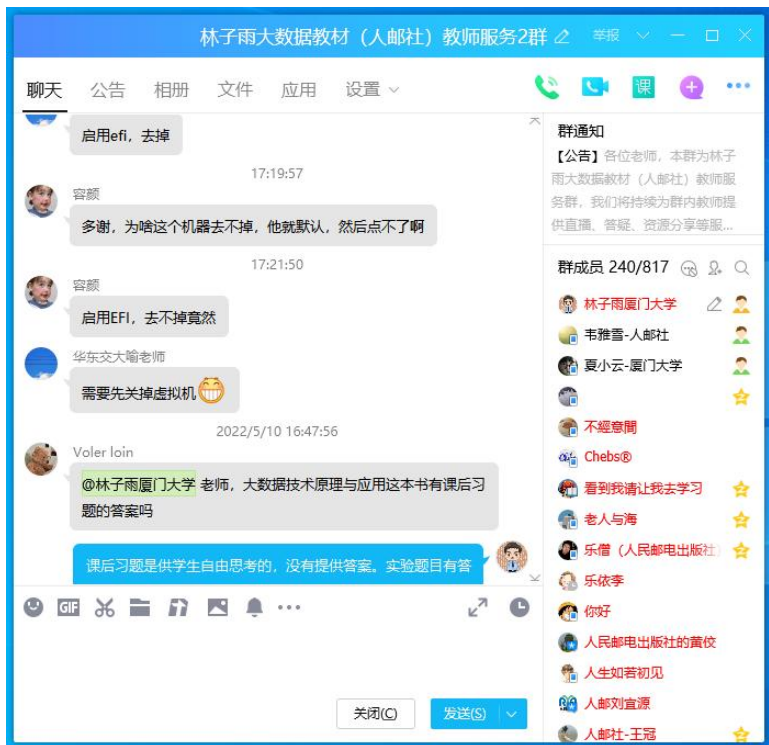 林子雨大数据教材（人邮社）教师服务2群
举报
聊天 公告 相册 文件 应用 设置
课
启用efi，去掉
17:19:57
容颜
多谢，为啥这个机器去不掉，他就默认，然后点不了啊
17:21:50
容颜
启用EFI，去不掉竟然
华东交大喻老师
需要先关掉虚拟机
2022/5/10 16:47:56
Voler loin
@林子雨厦门大学 老师，大数据技术原理与应用这本书有课后习
题的答案吗
课后习题是供学生自由思考的，没有提供答案。实验题目有答
GIF
关闭(C) 发送(S)
群通知
【公告】各位老师，本群为林子
雨大数据教材（人邮社）教师服
务群，我们将持续为群内教师提
供直播、答疑、资源分享等服...
群成员 240/817
林子雨厦门大学
韦雅雪-人邮社
夏小云-厦门大学
不經意間
Chebs®
看到我请让我去学习
老人与海
乐僧（人民邮电出版社
乐依李
你好
人民邮电出版社的黄佼
人生如若初见
人邮刘宣源
人邮社-王冠